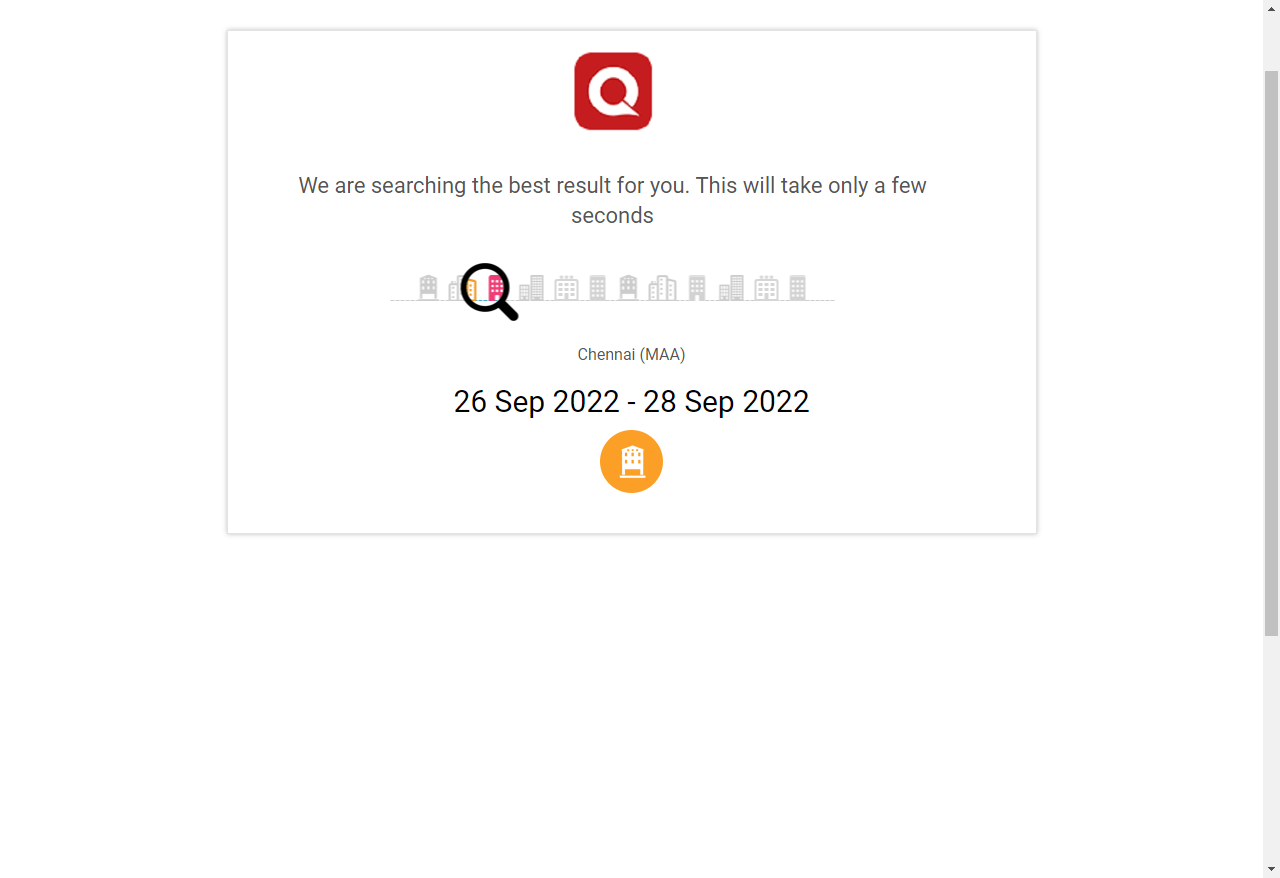 We are searching the best result for you. This will take only a few
seconds
Chennai (MAA)
26 Sep 2022 - 28 Sep 2022